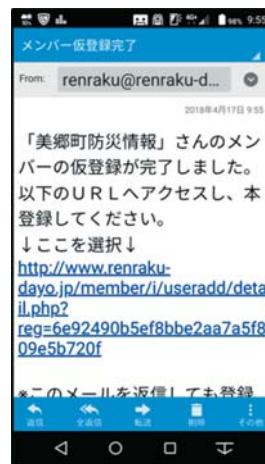 98% 9:55
メンバー仮登録完了
From: renraku@renraku-d...
2018年4月17日 9:55
「美郷町防災情報」さんのメン
バーの仮登録が完了しました。
以下のURLへアクセスし、本
登録してください。
↓ここを選択↓
http://www.renraku-
dayo.jp/member/i/useradd/deta
il.php?
reg=6e92490b5ef8bbe2aa7a5f8
09e5b720f
※このメールを返信しても登録
返信 全返信 転送 削除 その他